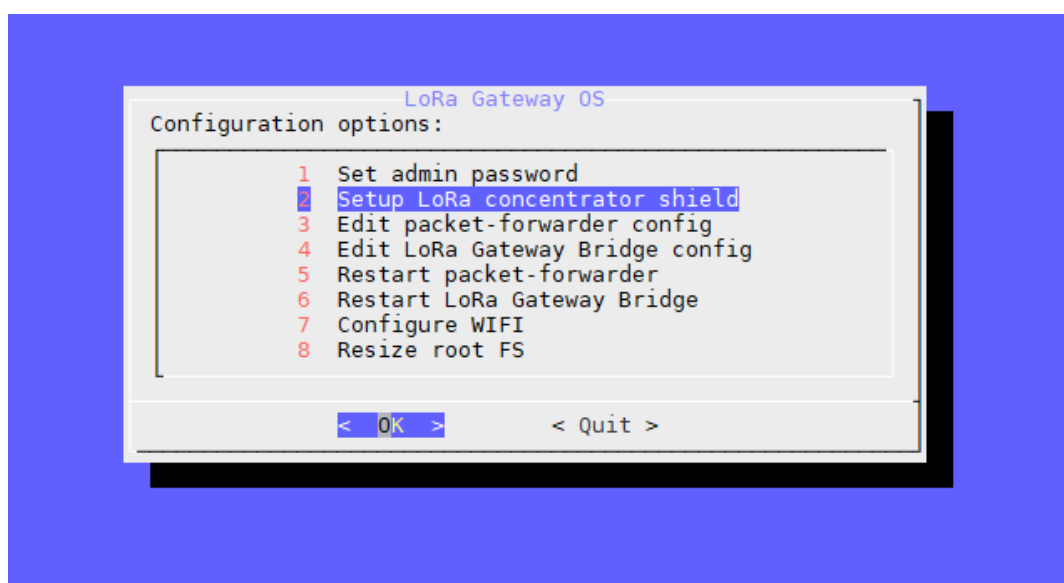 LoRa Gateway OS
Configuration options:
1 Set admin password
2 Setup LoRa concentrator shield
3 Edit packet-forwarder config
4 Edit LoRa Gateway Bridge config
5 Restart packet-forwarder
6 Restart LoRa Gateway Bridge
7 Configure WIFI
8 Resize root FS
< OK > < Quit >